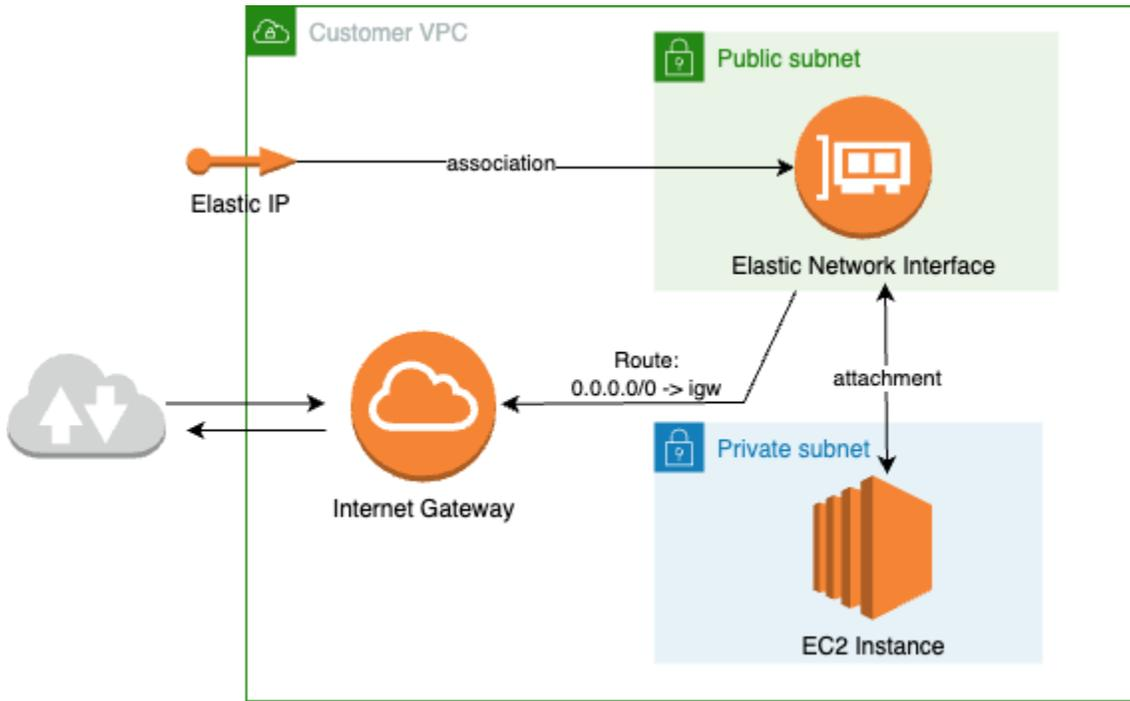 Customer VPC
Public subnet
association
Elastic IP
Elastic Network Interface
Route:
0.0.0.0/0 -> igw
attachment
Private subnet
Internet Gateway
EC2 Instance